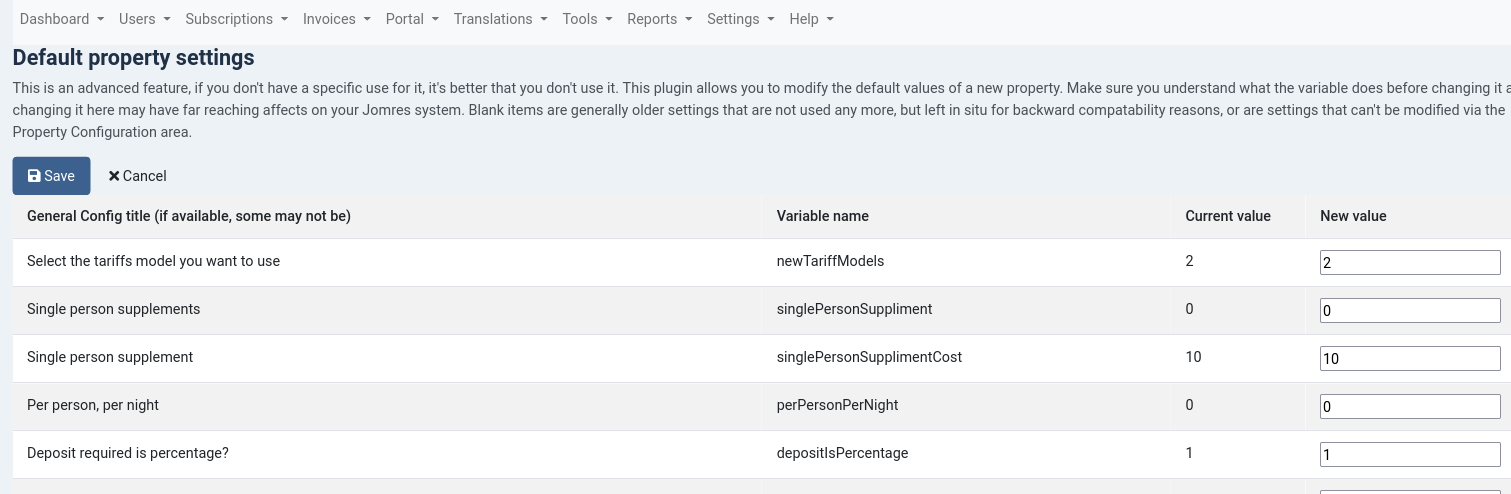 Dashboard Users Subscriptions Invoices Portal Translations Tools Reports Settings Help
Default property settings
This is an advanced feature, if you don't have a specific use for it, it's better that you don't use it. This plugin allows you to modify the default values of a new property. Make sure you understand what the variable does before changing it a
changing it here may have far reaching affects on your Jomres system. Blank items are generally older settings that are not used any more, but left in situ for backward compatability reasons, or are settings that can't be modified via the
Property Configuration area.
Save Cancel
General Config title (if available, some may not be) Variable name Current value New value
Select the tariffs model you want to use newTariffModels 2 2
Single person supplements singlePersonSuppliment 0 0
Single person supplement singlePersonSupplimentCost 10 10
Per person, per night perPersonPerNight 0 0
Deposit required is percentage? depositIsPercentage 1 1